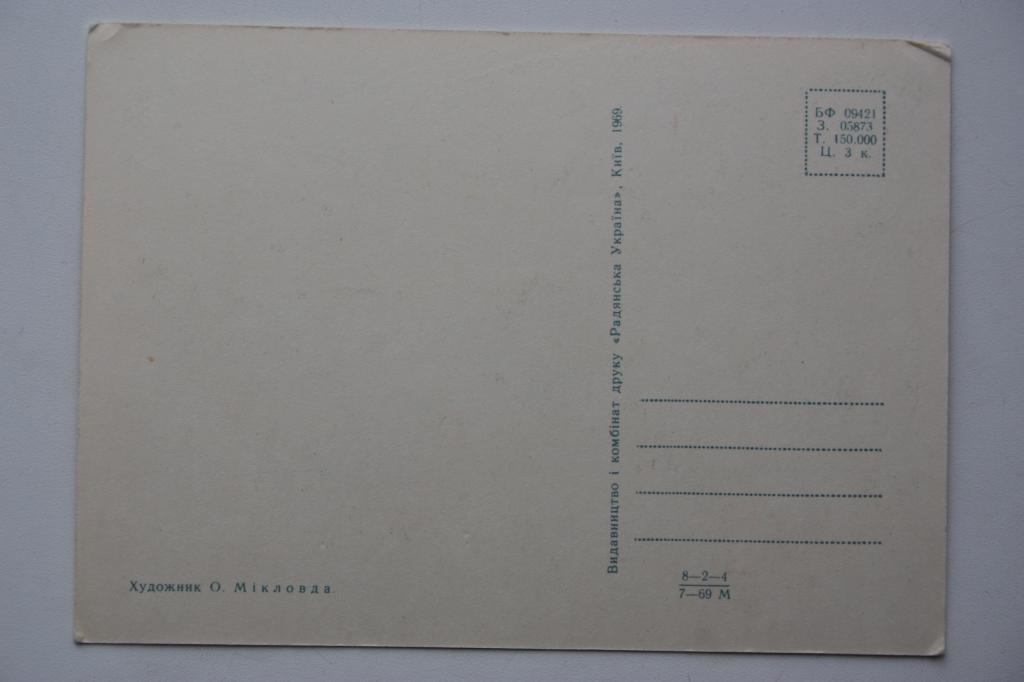 БФ 09421
З. 05873
Т. 150.000
Ц. 3 к.
Видавництво і комбінат друку «Радянська Україна», Київ, 1969.
Художник О. Мікловда.
8—2—4
7—69 М